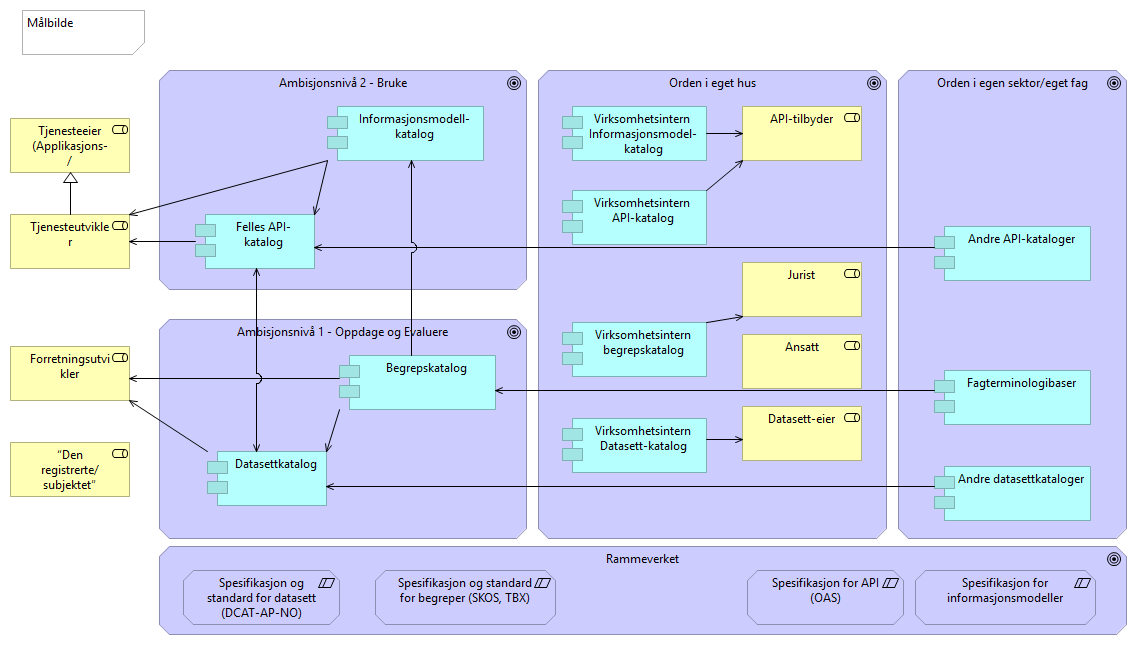 Målbilde
Ambisjonsnivå 2 - Bruke
Informasjonsmodell-
katalog
Felles API-
katalog
Tjenesteeier
(Applikasjons-
/
Tjenesteutvikle
r
Ambisjonsnivå 1 - Oppdage og Evaluere
Begrepskatalog
Datasettkatalog
Forretningsutvi
kler
"Den
registrerte/
subjektet"
Orden i eget hus
Virksomhetsintern
Informasjonsmodel-
katalog
API-tilbyder
Virksomhetsintern
API-katalog
Jurist
Virksomhetsintern
begrepskatalog
Ansatt
Virksomhetsintern
Datasett-katalog
Datasett-eier
Orden i egen sektor/eget fag
Andre API-kataloger
Fagterminologibaser
Andre datasettkataloger
Rammeverket
Spesifikasjon og
standard for datasett
(DCAT-AP-NO)
Spesifikasjon og standard
for begreper (SKOS, TBX)
Spesifikasjon for API
(OAS)
Spesifikasjon for
informasjonsmodeller